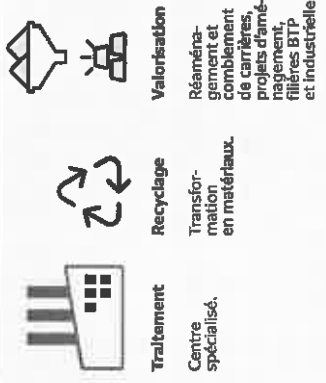 Traitement
Centre
spécialisé.
Recyclage
Transfor-
mation
en matériaux.
Valorisation
Réaména-
gement et
comblement
de carrières,
projets d'amé-
nagement,
filières BTP
et industrielle